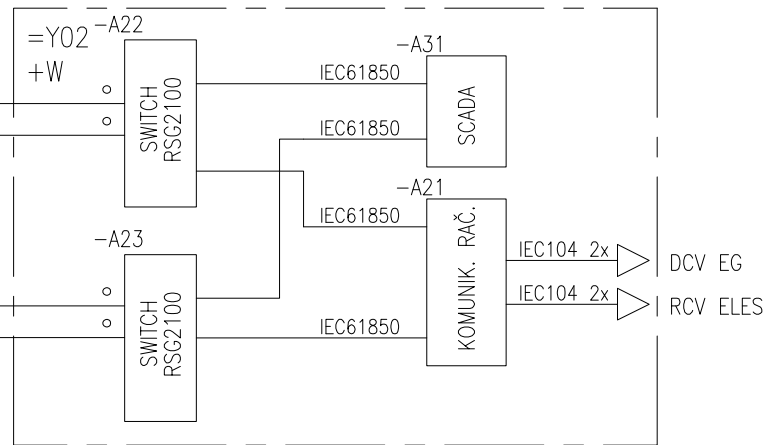 =Y02
+W
-A22
SWITCH
RSG2100
IEC61850
-A31
SCADA
IEC61850
-A21
IEC61850
KOMUNIK. RAČ.
IEC104 2x
DCV EG
IEC104 2x
RCV ELES
-A23
SWITCH
RSG2100
IEC61850